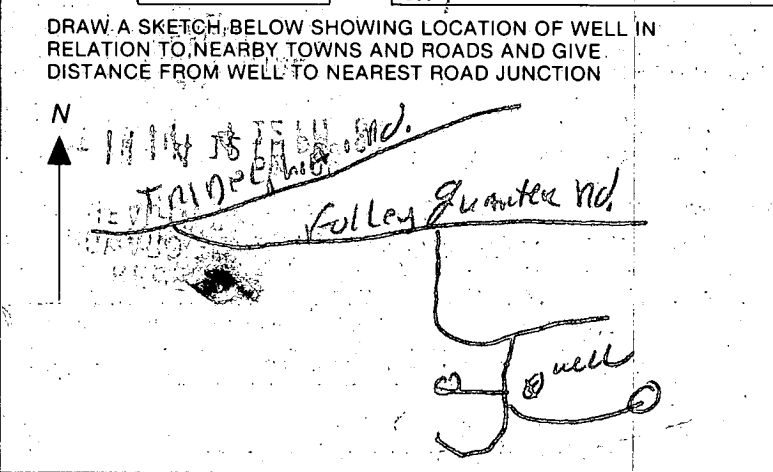 DRAW A SKETCH BELOW SHOWING LOCATION OF WELL IN
RELATION TO NEARBY TOWNS AND ROADS AND GIVE
DISTANCE FROM WELL TO NEAREST ROAD JUNCTION
N
Rd.
Folley Quarter Rd.
well